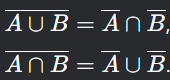 $\overline{A \cup B} = \overline{A} \cap \overline{B},$
$\overline{A \cap B} = \overline{A} \cup \overline{B}.$